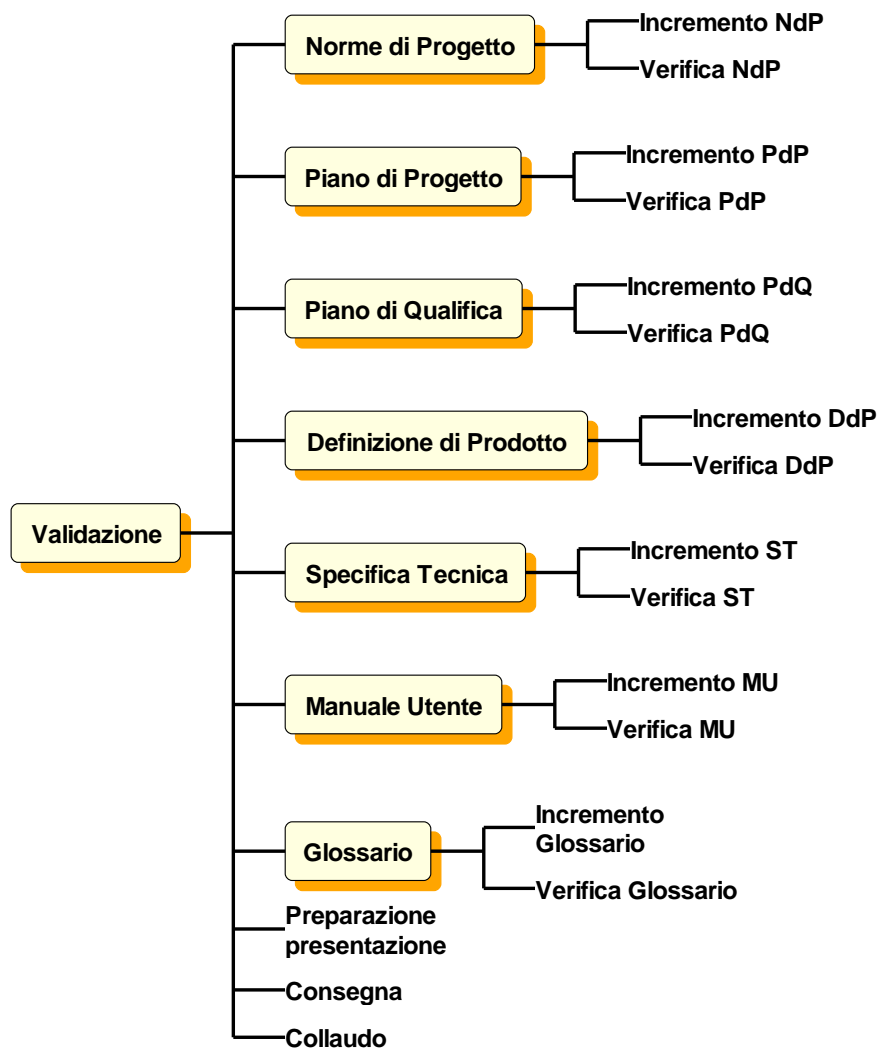 Norme di Progetto
Incremento NdP
Verifica NdP
Piano di Progetto
Incremento PdP
Verifica PdP
Piano di Qualifica
Incremento PdQ
Verifica PdQ
Definizione di Prodotto
Incremento DdP
Verifica DdP
Validazione
Specifica Tecnica
Incremento ST
Verifica ST
Manuale Utente
Incremento MU
Verifica MU
Glossario
Incremento
Glossario
Verifica Glossario
Preparazione
presentazione
Consegna
Collaudo